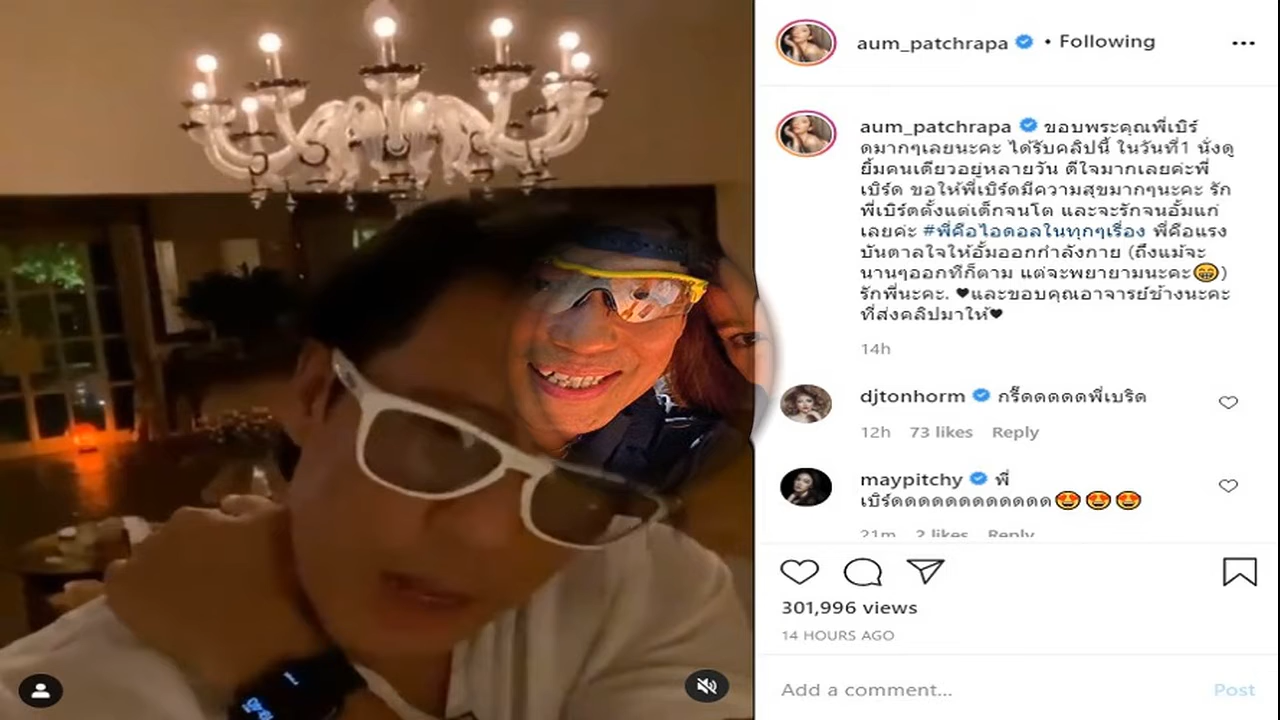 aum_patchrapa • Following
aum_patchrapa ขอบพระคุณพี่เบิร์
ดมากๆเลยนะคะ ได้รับคลิปนี้ ในวันที่1 นั่งดู
ยิ้มคนเดียวอยู่หลายวัน ดีใจมากเลยค่ะพี่
เบิร์ด ขอให้พี่เบิร์ดมีความสุขมากๆนะคะ รัก
พี่เบิร์ดตั้งแต่เด็กจนโต และจะรักจนอั้มแก่
เลยค่ะ #พี่คือไอดอลในทุกๆเรื่อง พี่คือแรง
บันดาลใจให้อั้มออกกำลังกาย (ถึงแม้จะ
นานๆออกทีก็ตาม แต่จะพยายามนะคะ😁)
รักพี่นะคะ. ♥และขอบคุณอาจารย์ช้างนะคะ
ที่ส่งคลิปมาให้♥
14h
djtonhorm กรี๊ดดดดดพี่เบริด
12h 73 likes Reply
maypitchy พี่
เบิร์ดดดดดดดดดดดด😍😍😍
21m 2 likes Reply
301,996 views
14 HOURS AGO
Add a comment... Post